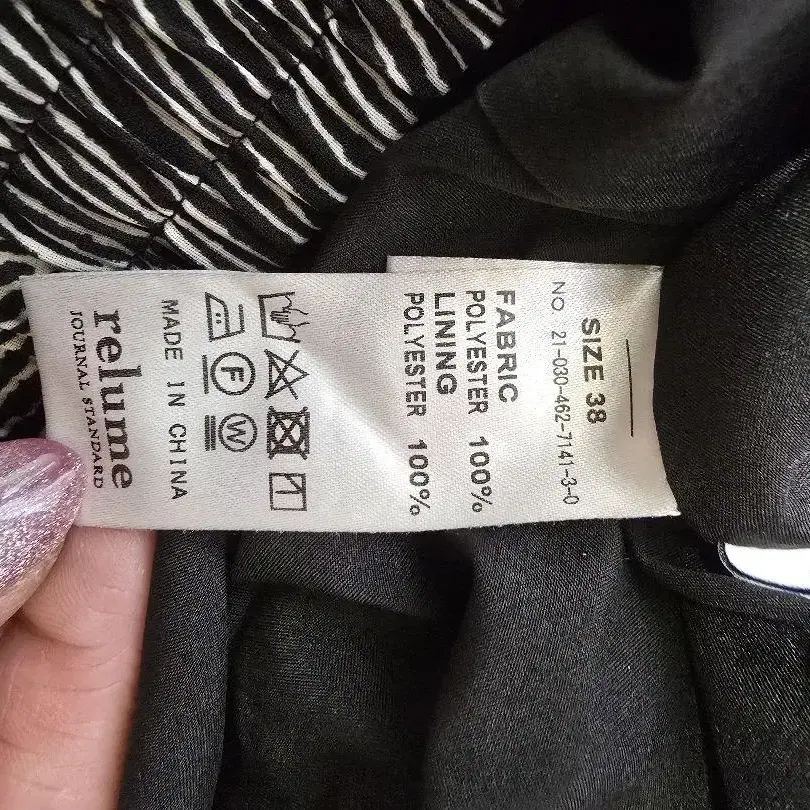 SIZE 38
NO. 21-030-462-7141-3-0
FABRIC
POLYESTER 100%
LINING
POLYESTER 100%
F
W
MADE IN CHINA
relume
JOURNAL STANDARD